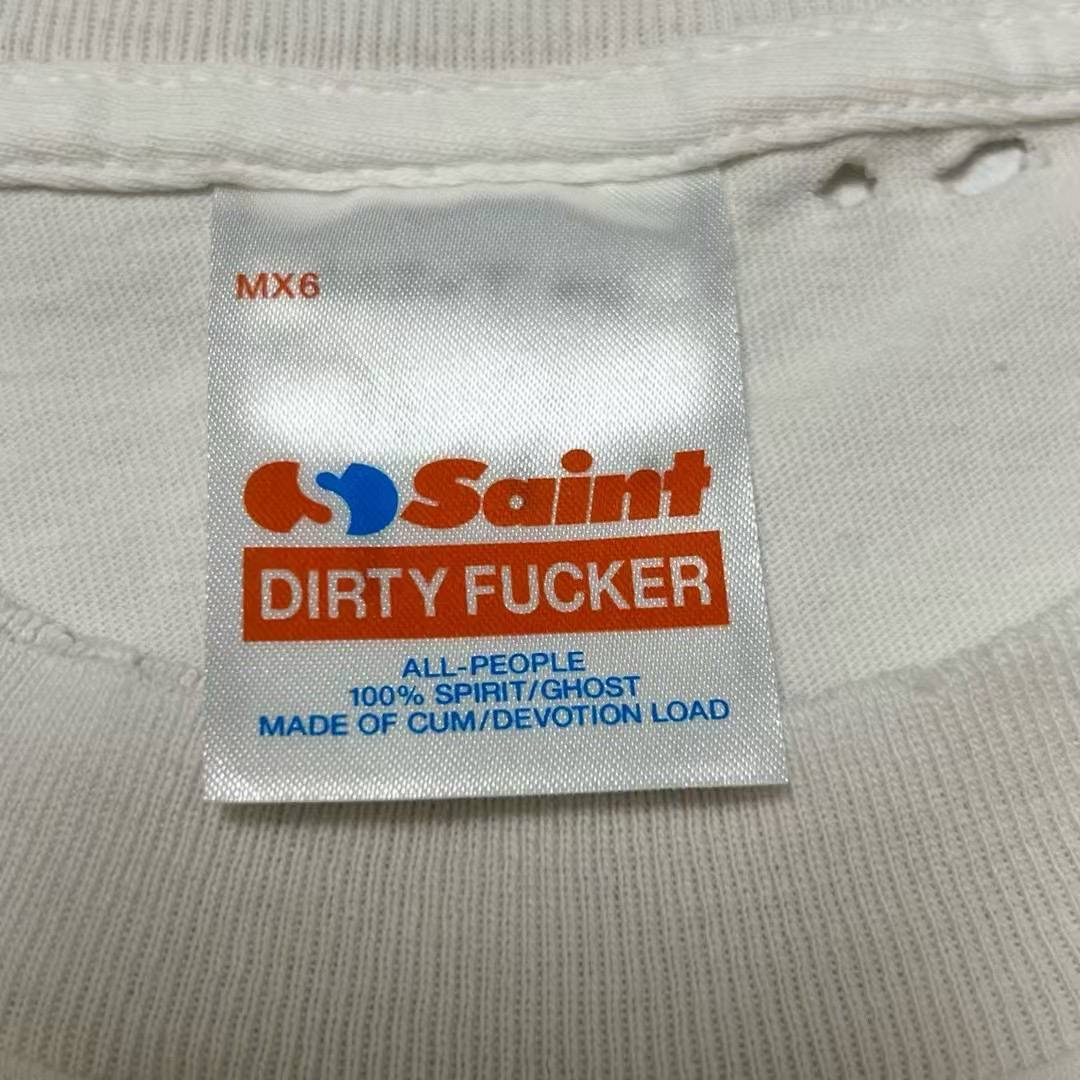 MX6
Saint
DIRTY FUCKER
ALL-PEOPLE
100% SPIRIT/GHOST
MADE OF CUM/DEVOTION LOAD